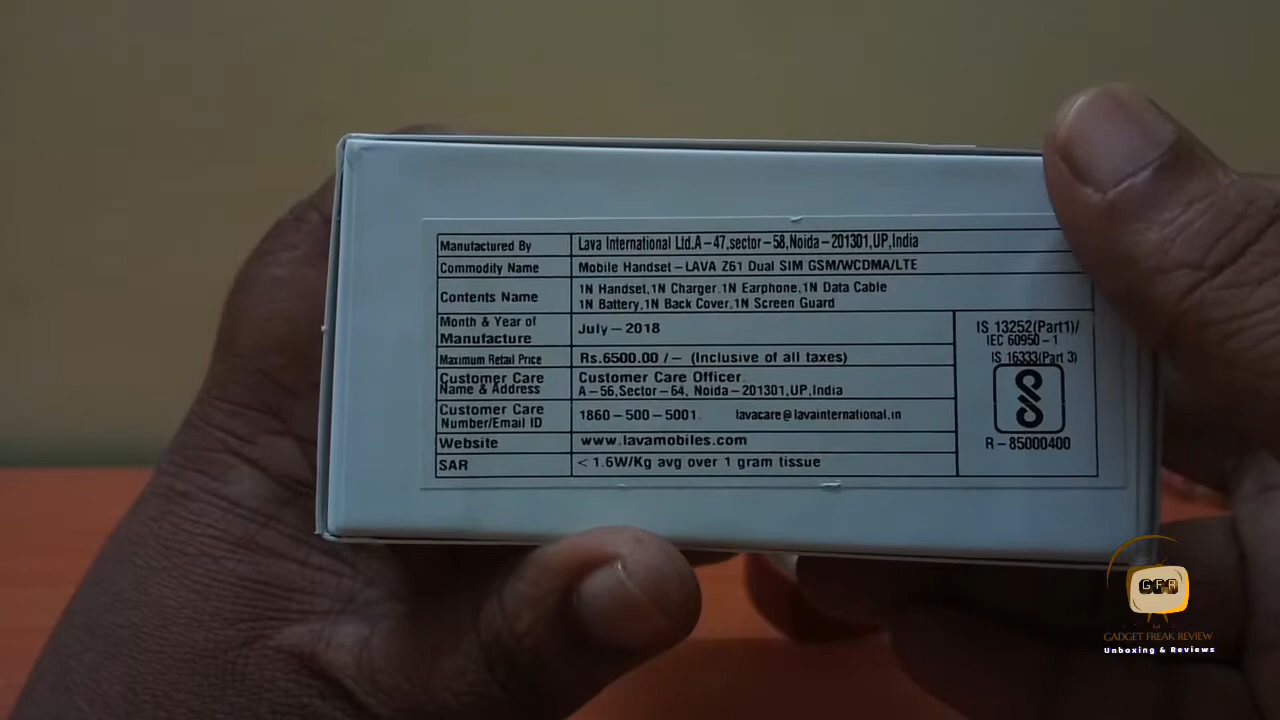 Manufactured By Lava International Ltd.A-47,sector-58,Noida-201301,UP,India
Commodity Name Mobile Handset-LAVA Z61 Dual SIM GSM/WCDMA/LTE
Contents Name 1N Handset,1N Charger,1N Earphone,1N Data Cable
1N Battery,1N Back Cover,1N Screen Guard
Month & Year of
Manufacture July-2018
Maximum Retail Price Rs.6500.00 /- (Inclusive of all taxes)
Customer Care
Name & Address Customer Care Officer.
A-56,Sector-64, Noida-201301,UP,India
Customer Care
Number/Email ID 1860-500-5001. lavacare@lavainternational.in
Website www.lavamobiles.com
SAR < 1.6W/Kg avg over 1 gram tissue
IS 13252(Part1)/
IEC 60950-1
IS 16333(Part 3)
R-85000400
GFR
GADGET FREAK REVIEW
Unboxing & Reviews